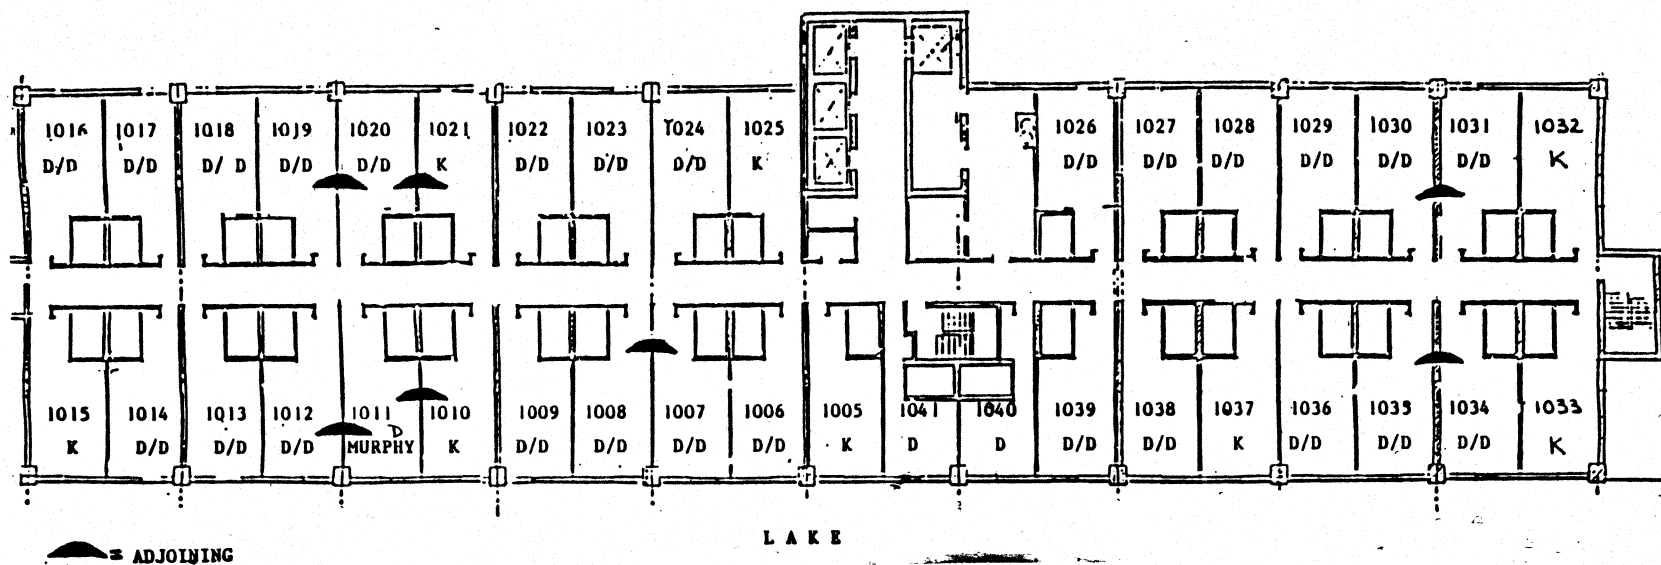 1016 1017 1018 1019 1020 1021 1022 1023 1024 1025 1026 1027 1028 1029 1030 1031 1032
D/D D/D D/ D D/D D/D K D/D D/D D/D K D/D D/D D/D D/D D/D D/D K
1015 1014 1013 1012 1011 1010 1009 1008 1007 1006 1005 1041 1040 1039 1038 1037 1036 1035 1034 1033
D
K D/D D/D D/D MURPHY K D/D D/D D/D D/D K D D D/D D/D K D/D D/D D/D K
LAKE
= ADJOINING